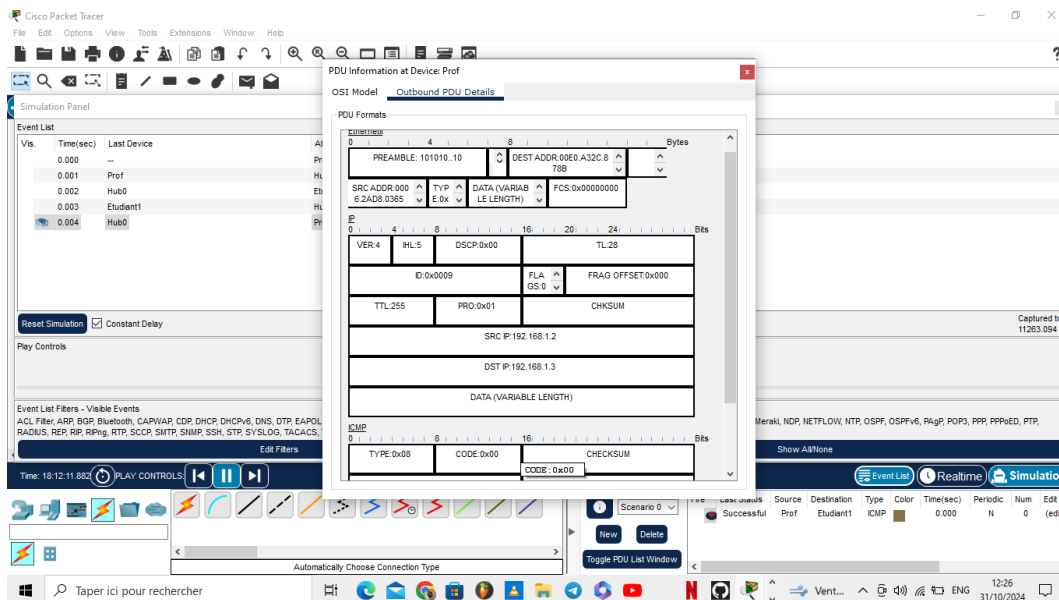 Cisco Packet Tracer
File Edit Options View Tools Extensions Window Help
Simulation Panel
Event List
Vis. Time(sec) Last Device
0.000 --
0.001 Prof
0.002 Hub0
0.003 Etudiant1
0.004 Hub0
Reset Simulation Constant Delay
Captured to
11263.094
Play Controls
Event List Filters - Visible Events
ACL Filter, ARP, BGP, Bluetooth, CAPWAP, CDP, DHCP, DHCPv6, DNS, DTP, EAPOL
Meraki, NDP, NETFLOW, NTP, OSPF, OSPFv6, PAgP, POP3, PPP, PPPoED, PTP,
RADIUS, REP, RIP, RIPng, RTP, SCCP, SMTP, SNMP, SSH, STP, SYSLOG, TACACS,
Edit Filters
Show All/None
PDU Information at Device: Prof
OSI Model Outbound PDU Details
PDU Formats
Ethernet
0 4 8 Bytes
PREAMBLE: 101010..10
DEST ADDR:00E0.A32C.8
78B
SRC ADDR:000
6.2AD8.0365
TYP
E:0x
DATA (VARIAB
LE LENGTH)
FCS:0x00000000
IP
0 4 8 16 20 24 Bits
VER:4 IHL:5 DSCP:0x00 TL:28
ID:0x0009 FLA
GS:0
FRAG OFFSET:0x000
TTL:255 PRO:0x01 CHKSUM
SRC IP:192.168.1.2
DST IP:192.168.1.3
DATA (VARIABLE LENGTH)
ICMP
0 8 16 Bits
TYPE:0x08 CODE:0x00 CHECKSUM
CODE: 0x00
Time: 18:12:11.882 PLAY CONTROLS:
Event List Realtime Simulatio
Automatically Choose Connection Type
Scenario 0
New Delete
Toggle PDU List Window
Fire Last Status Source Destination Type Color Time(sec) Periodic Num Edit
Successful Prof Etudiant1 ICMP 0.000 N 0 (edi
Taper ici pour rechercher
Vent... ENG
12:26
31/10/2024